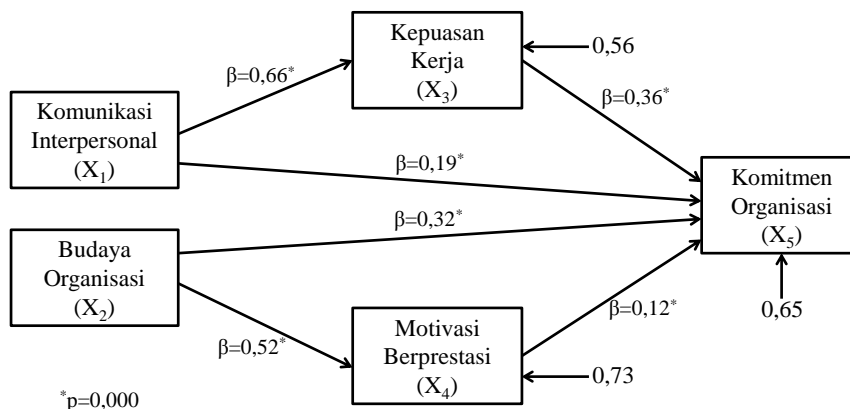 Kepuasan
Kerja
(X₃)
0,56
β=0,66*
β=0,36*
Komunikasi
Interpersonal
(X₁)
β=0,19*
Komitmen
Organisasi
(X₅)
β=0,32*
Budaya
Organisasi
(X₂)
β=0,52*
β=0,12*
0,65
Motivasi
Berprestasi
(X₄)
0,73
*p=0,000